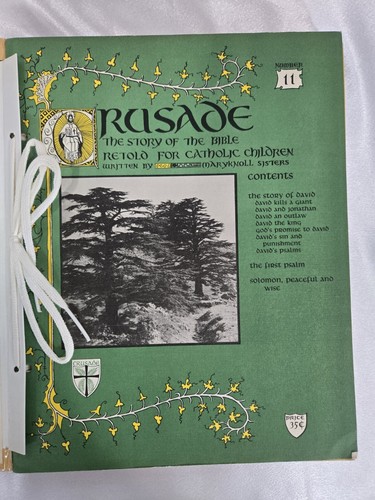 NUMBER
11
CRUSADE
THE STORY OF THE BIBLE
RETOLD FOR CATHOLIC CHILDREN
WRITTEN BY MARYKNOLL SISTERS
CONTENTS
THE STORY OF DAVID
DAVID KILLS A GIANT
DAVID AND JONATHAN
DAVID AN OUTLAW
DAVID THE KING
GOD'S PROMISE TO DAVID
DAVID'S SIN AND
PUNISHMENT
DAVID'S PSALMS
THE FIRST PSALM
SOLOMON, PEACEFUL AND
WISE
CRUSADE
PRICE
35¢